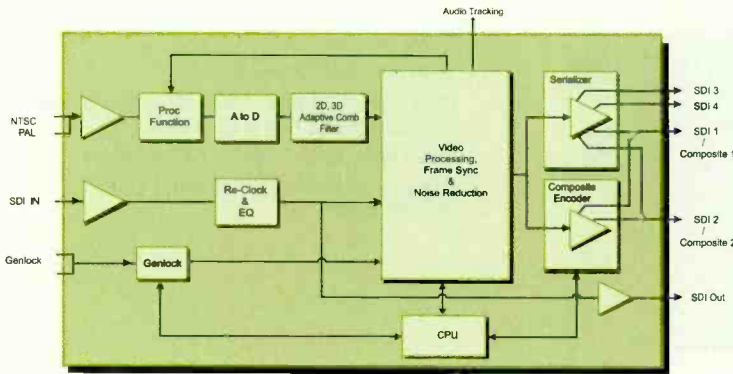 Audio Tracking
NTSC
PAL
Proc
Function
A to D
2D, 3D
Adaptive Comb
Filter
Video
Processing,
Frame Sync
&
Noise Reduction
Serializer
SDI 3
SDI 4
SDI 1
/
Composite 1
SDI IN
Re-Clock
&
EQ
Composite
Encoder
SDI 2
/
Composite 2
Genlock
Genlock
SDI Out
CPU